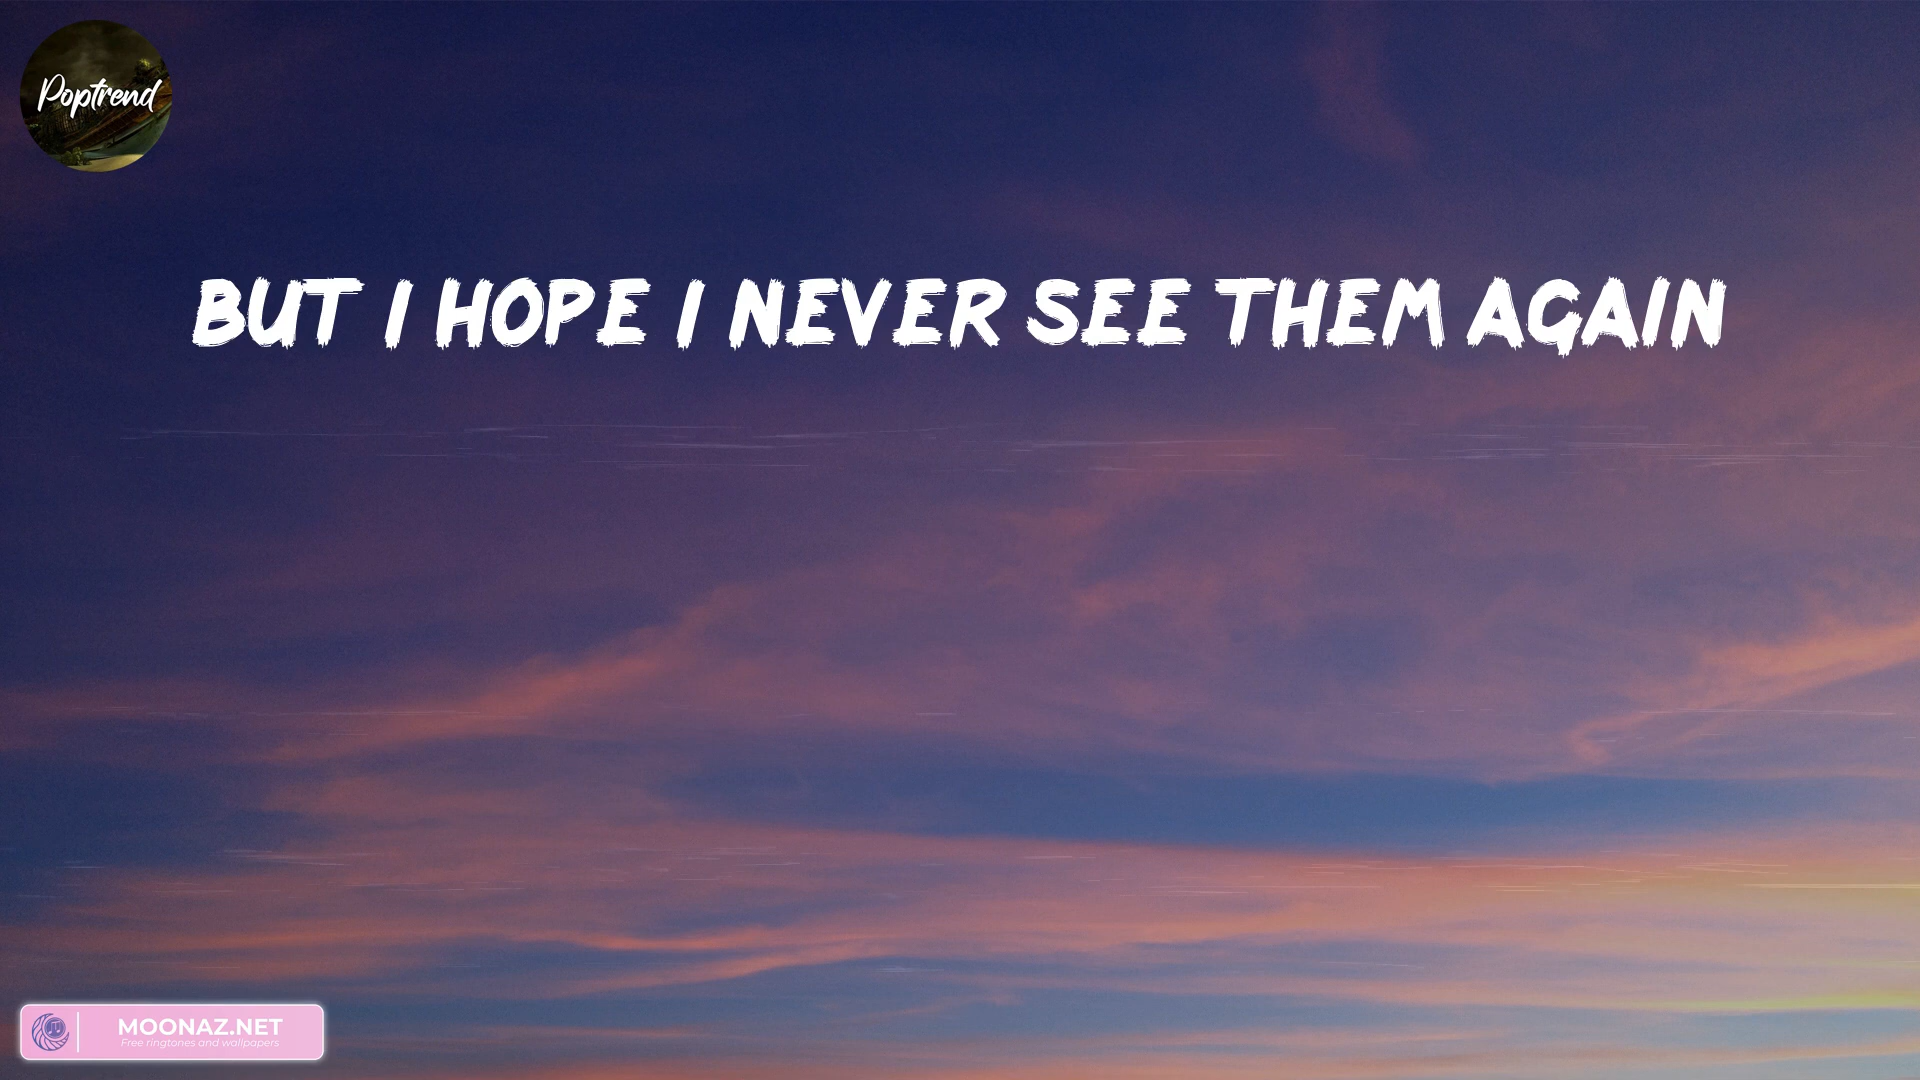 Poptrend
BUT I HOPE I NEVER SEE THEM AGAIN
MOONAZ.NET
Free ringtones and wallpapers